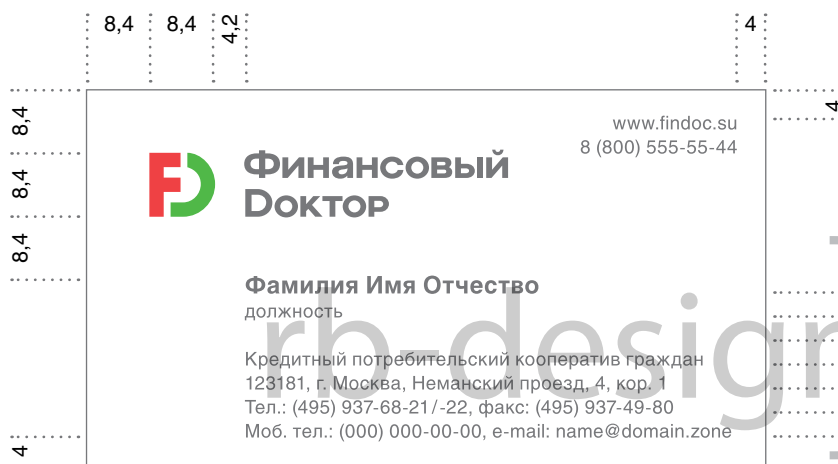 8,4 8,4 4,2 4
4
8,4
8,4
8,4
4
www.findoc.su
8 (800) 555-55-44
FD
Финансовый
Dоктор
Фамилия Имя Отчество
должность
rb-design
Кредитный потребительский кооператив граждан
123181, г. Москва, Неманский проезд, 4, кор. 1
Тел.: (495) 937-68-21/-22, факс: (495) 937-49-80
Моб. тел.: (000) 000-00-00, e-mail: name@domain.zone